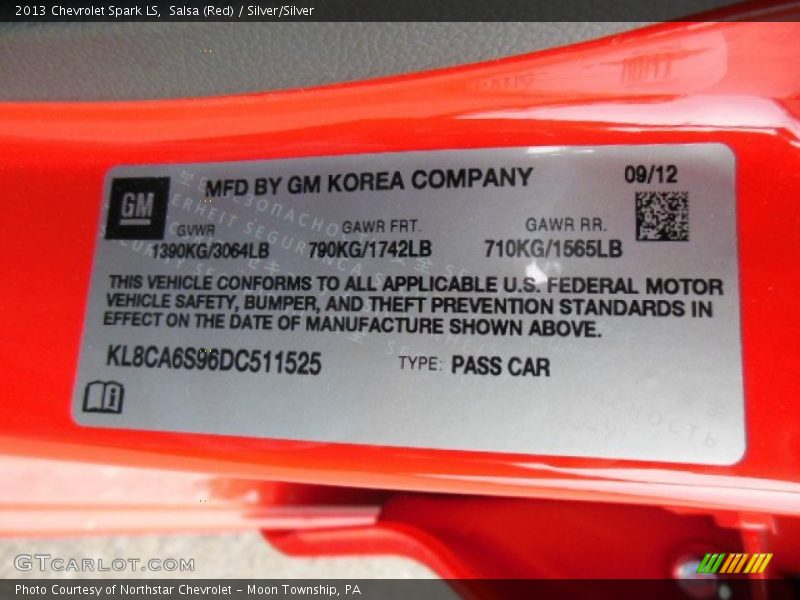 2013 Chevrolet Spark LS,  Salsa (Red) / Silver/Silver
MFD BY GM KOREA COMPANY
09/12
GM
GVWR
GAWR FRT.
GAWR RR.
1390KG/3064LB
790KG/1742LB
710KG/1565LB
THIS VEHICLE CONFORMS TO ALL APPLICABLE U.S. FEDERAL MOTOR
VEHICLE SAFETY, BUMPER, AND THEFT PREVENTION STANDARDS IN
EFFECT ON THE DATE OF MANUFACTURE SHOWN ABOVE.
KL8CA6S96DC511525
TYPE: PASS CAR
GTCARLOT.COM
Photo Courtesy of Northstar Chevrolet - Moon Township, PA